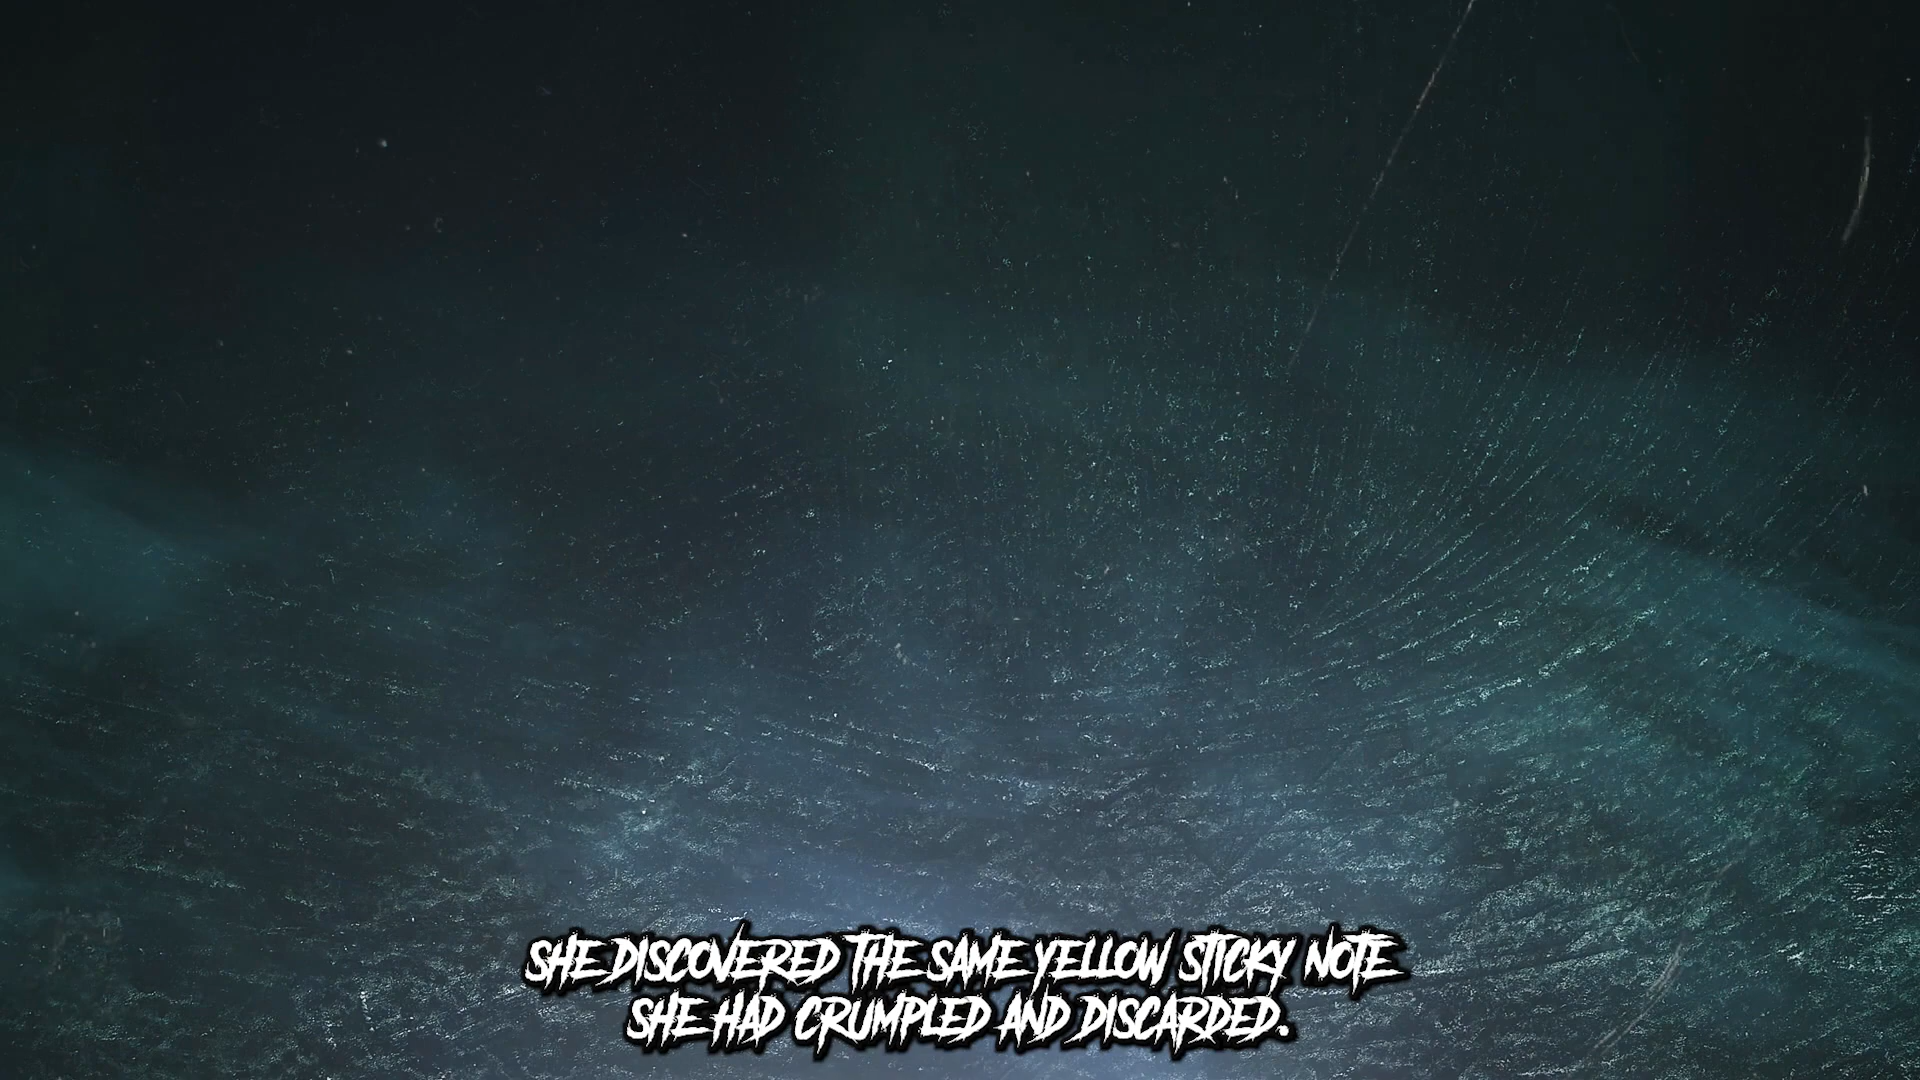 SHE DISCOVERED THE SAME YELLOW STICKY NOTE
SHE HAD CRUMPLED AND DISCARDED.